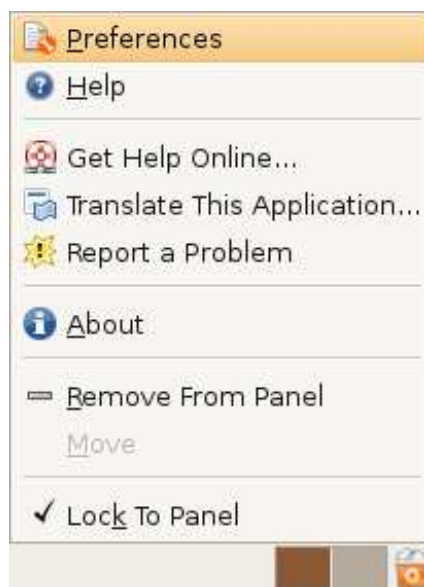 Preferences
Help
Get Help Online...
Translate This Application...
Report a Problem
About
Remove From Panel
Move
Lock To Panel